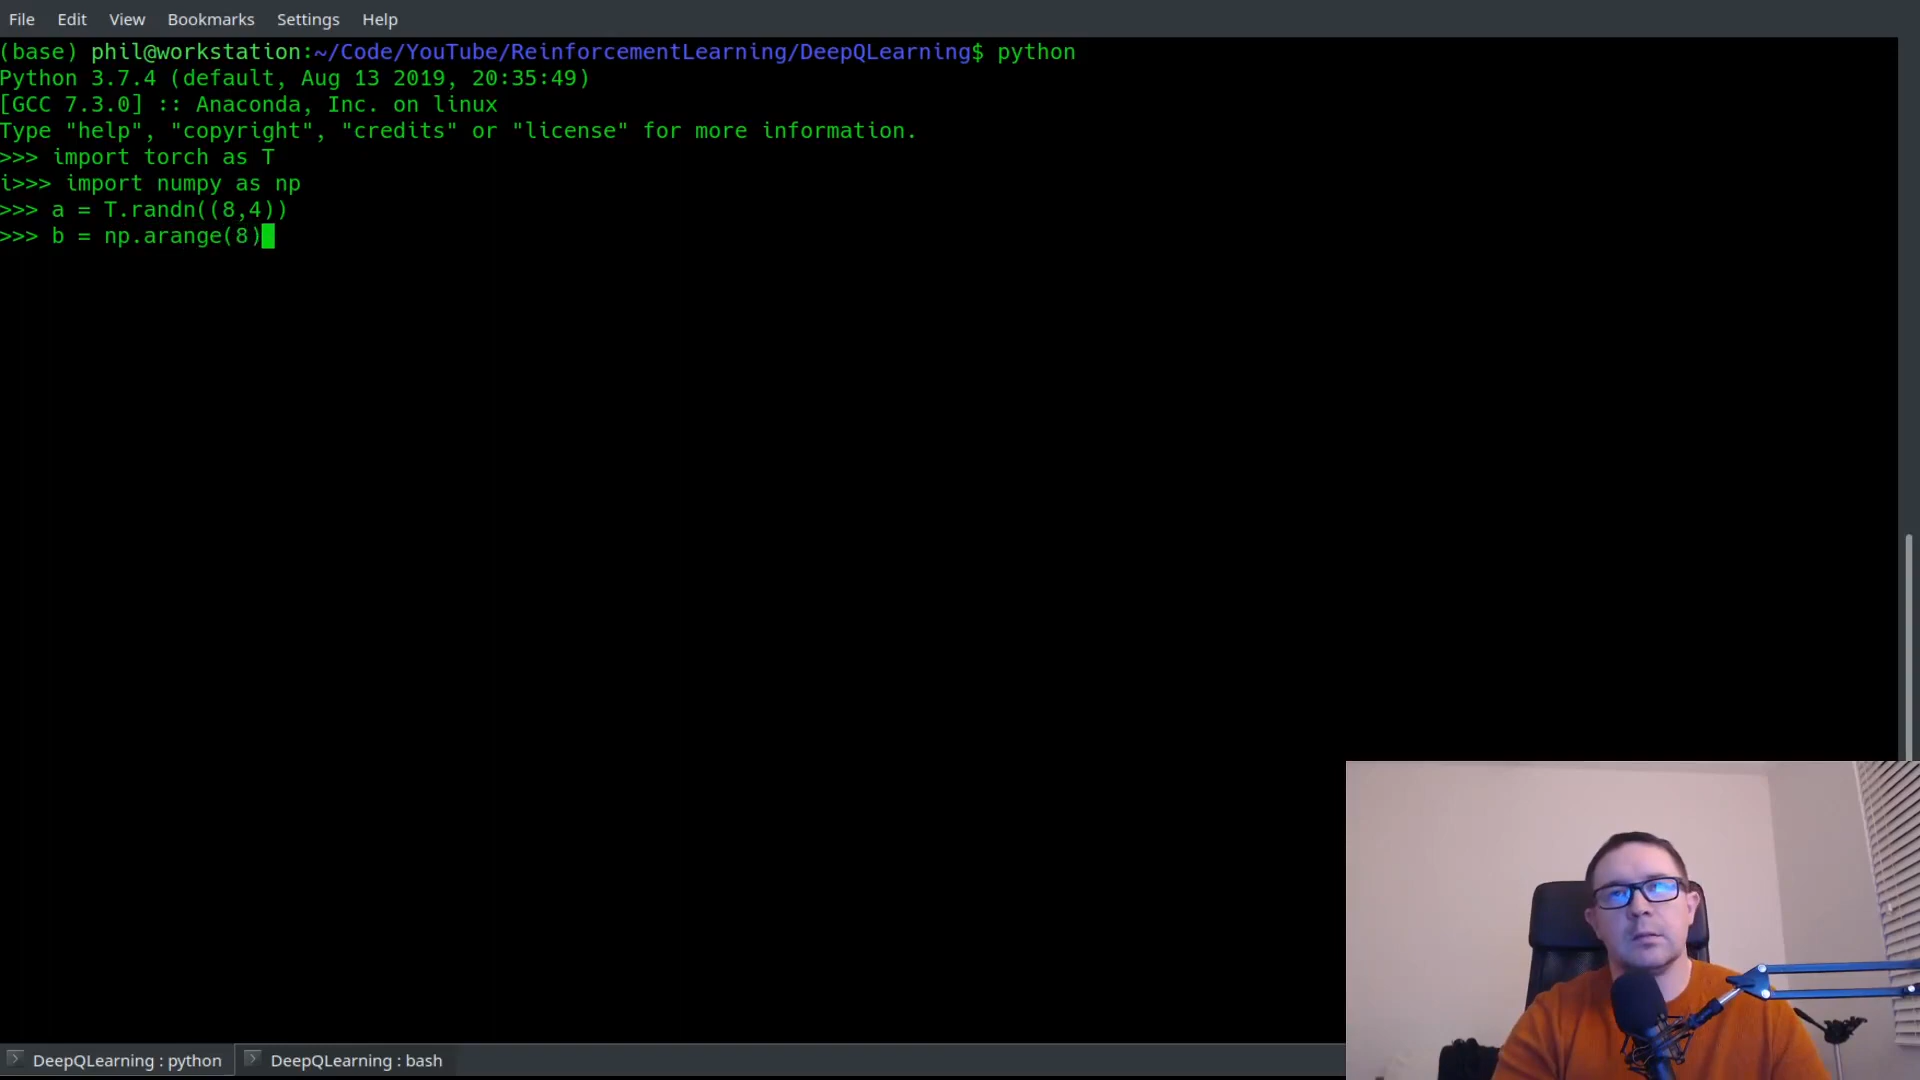 File Edit View Bookmarks Settings Help
(base) phil@workstation:~/Code/YouTube/ReinforcementLearning/DeepQLearning$ python
Python 3.7.4 (default, Aug 13 2019, 20:35:49)
[GCC 7.3.0] :: Anaconda, Inc. on linux
Type "help", "copyright", "credits" or "license" for more information.
>>> import torch as T
i>>> import numpy as np
>>> a = T.randn((8,4))
>>> b = np.arange(8)
DeepQLearning : python
DeepQLearning : bash